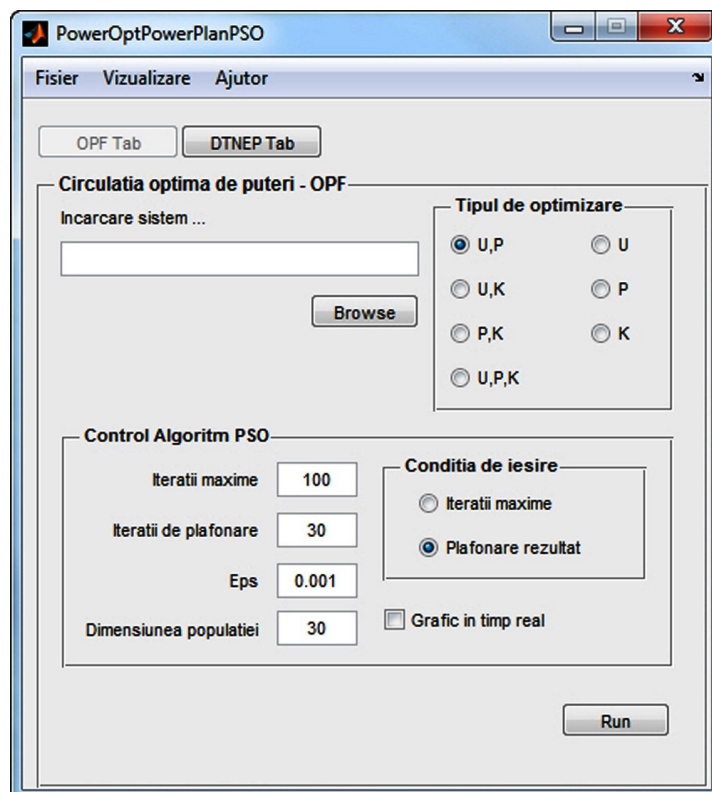 PowerOptPowerPlanPSO
Fisier Vizualizare Ajutor
OPF Tab DTNEP Tab
Circulatia optima de puteri - OPF
Incarcare sistem ...
Browse
Tipul de optimizare
U,P U
U,K P
P,K K
U,P,K
Control Algoritm PSO
Iteratii maxime 100
Iteratii de plafonare 30
Eps 0.001
Dimensiunea populatiei 30
Conditia de iesire
Iteratii maxime
Plafonare rezultat
Grafic in timp real
Run